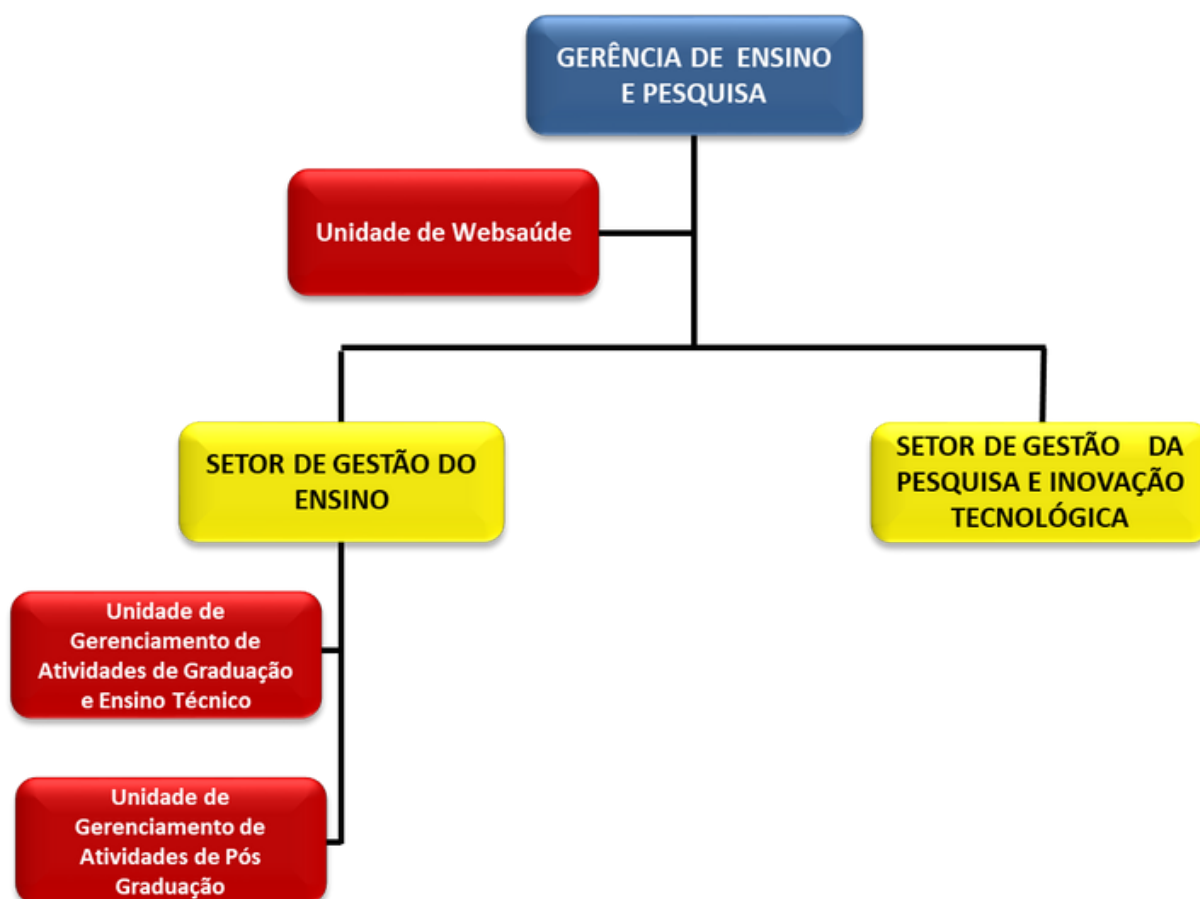 GERÊNCIA DE ENSINO
E PESQUISA
Unidade de Websaúde
SETOR DE GESTÃO DO
ENSINO
SETOR DE GESTÃO DA
PESQUISA E INOVAÇÃO
TECNOLÓGICA
Unidade de
Gerenciamento de
Atividades de Graduação
e Ensino Técnico
Unidade de
Gerenciamento de
Atividades de Pós
Graduação